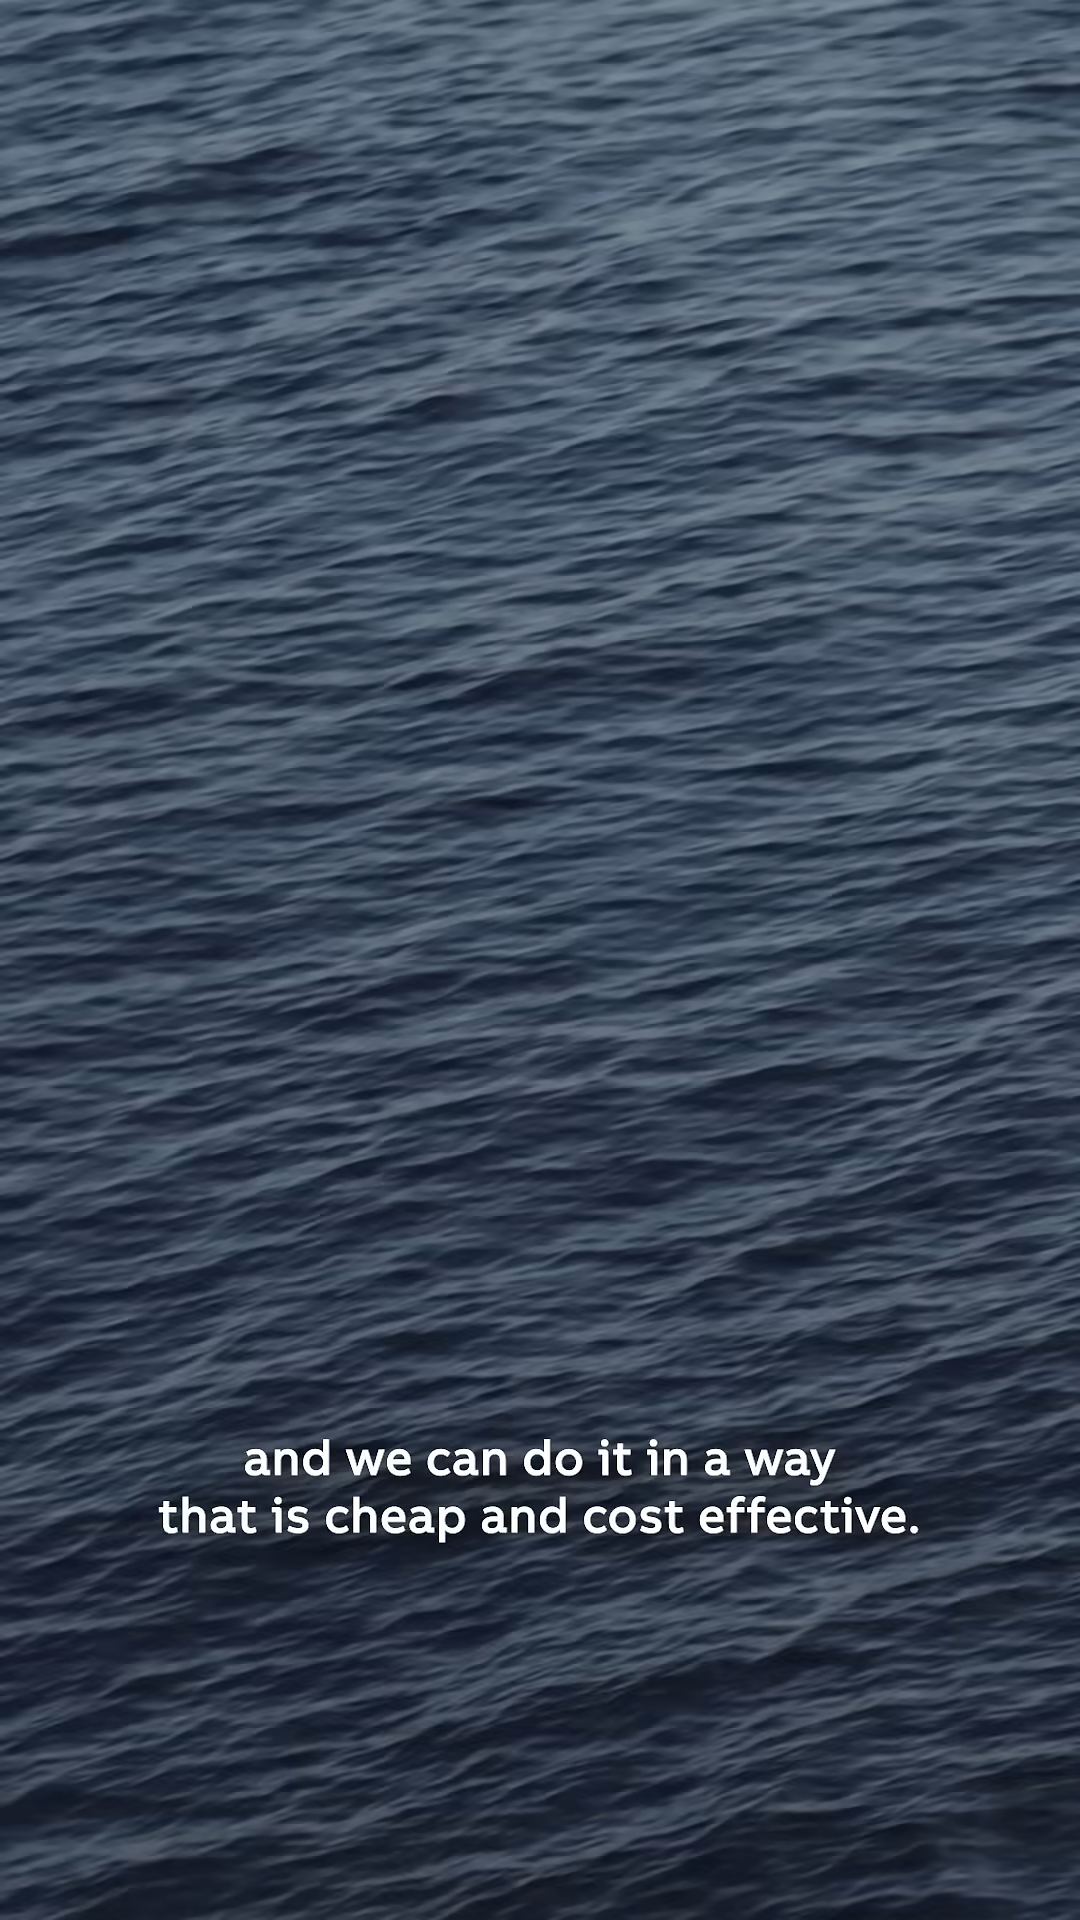 and we can do it in a way
that is cheap and cost effective.